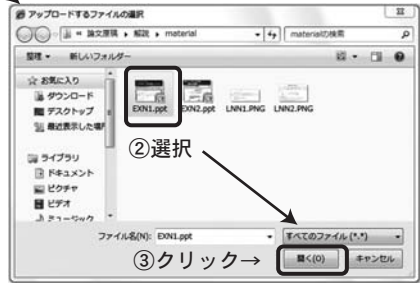 アップロードするファイルの選択
« 論文原稿 ▸ 解説 ▸ material
materialの検索
整理 新しいフォルダー
お気に入り
ダウンロード
デスクトップ
最近表示した場所
ライブラリ
ドキュメント
ピクチャ
ビデオ
ミュージック
EXN1.ppt EXN2.ppt LNN1.PNG LNN2.PNG
②選択
ファイル名(N): EXN1.ppt すべてのファイル (*.*)
③クリック→ 開く(O) キャンセル